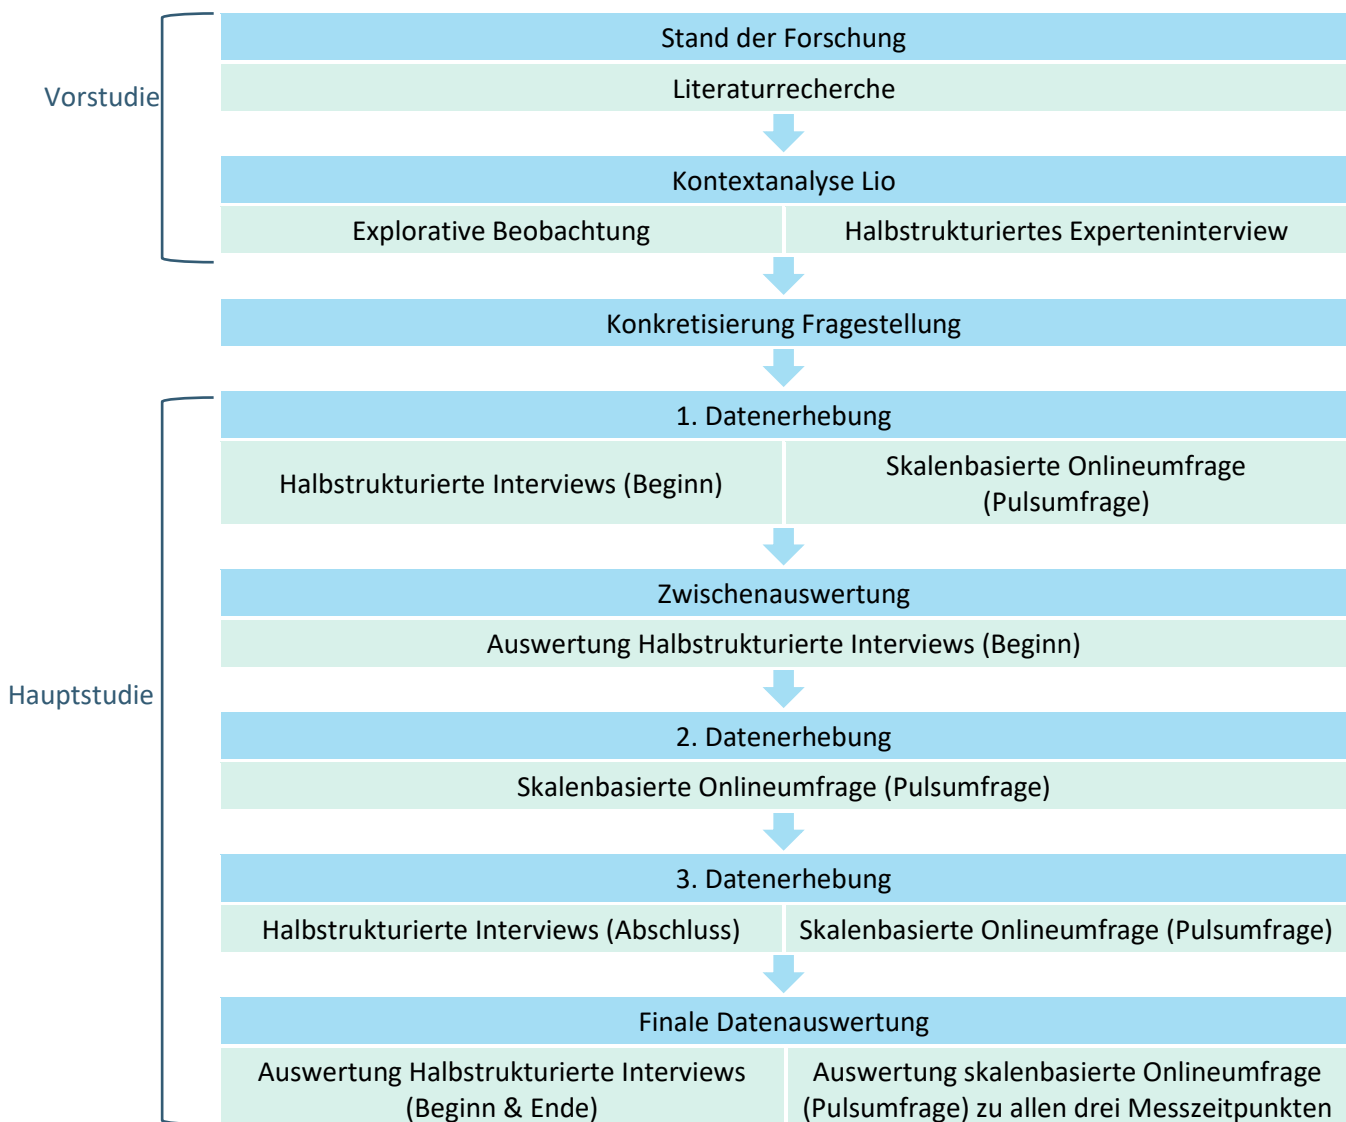 Vorstudie
Stand der Forschung
Literaturrecherche
Kontextanalyse Lio
Explorative Beobachtung
Halbstrukturiertes Experteninterview
Konkretisierung Fragestellung
Hauptstudie
1. Datenerhebung
Halbstrukturierte Interviews (Beginn)
Skalenbasierte Onlineumfrage
(Pulsumfrage)
Zwischenauswertung
Auswertung Halbstrukturierte Interviews (Beginn)
2. Datenerhebung
Skalenbasierte Onlineumfrage (Pulsumfrage)
3. Datenerhebung
Halbstrukturierte Interviews (Abschluss)
Skalenbasierte Onlineumfrage (Pulsumfrage)
Finale Datenauswertung
Auswertung Halbstrukturierte Interviews
(Beginn & Ende)
Auswertung skalenbasierte Onlineumfrage
(Pulsumfrage) zu allen drei Messzeitpunkten